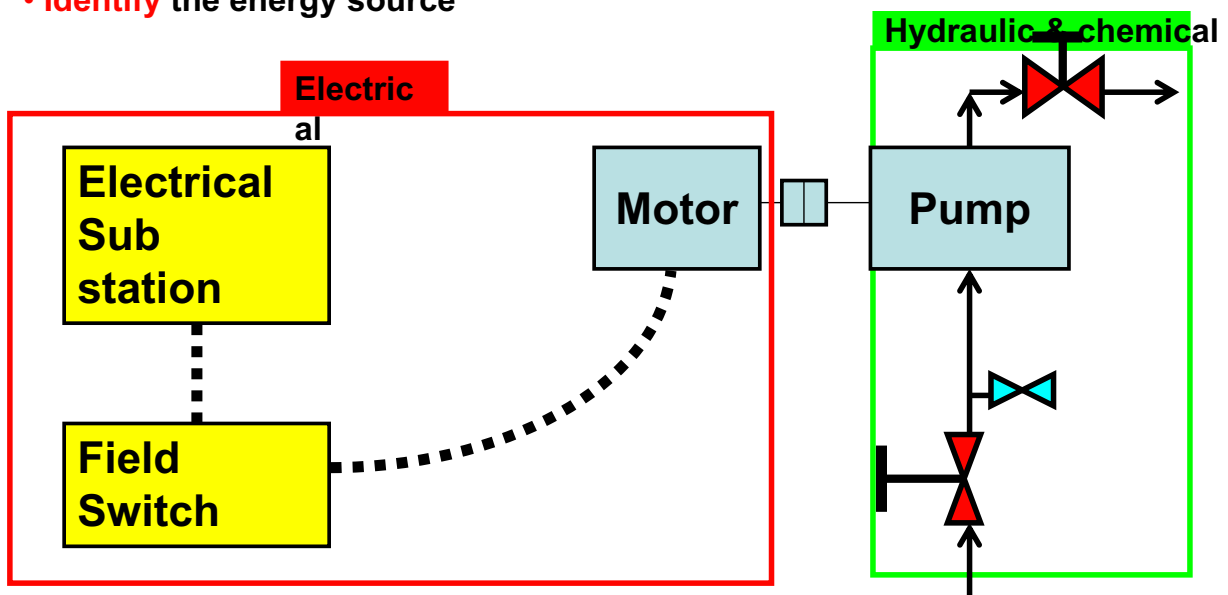 • Identify the energy source
Hydraulic & chemical
Electric
al
Electrical
Sub
station
Motor
Pump
Field
Switch